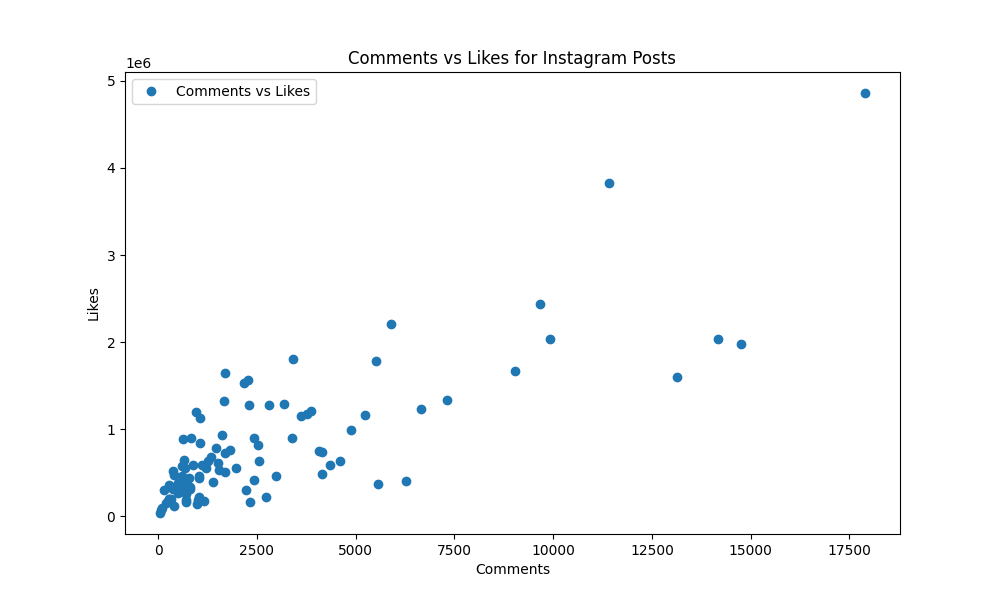 Comments vs Likes for Instagram Posts
1e6
Comments vs Likes
5
4
3
2
1
0
Likes
0 2500 5000 7500 10000 12500 15000 17500
Comments